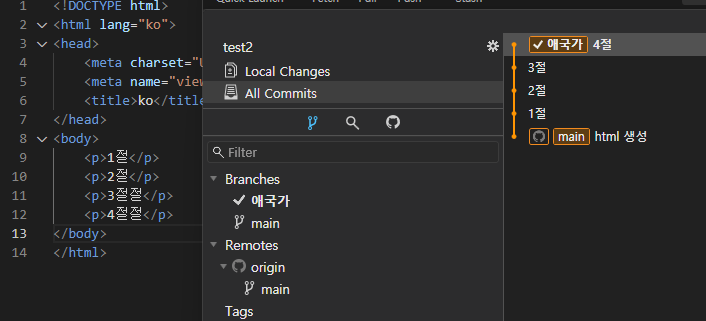 1 <!DOCTYPE html>
2 <html lang="ko">
3 <head>
4 <meta charset="U
5 <meta name="view
6 <title>ko</title
7 </head>
8 <body>
9 <p>1절</p>
10 <p>2절</p>
11 <p>3절절</p>
12 <p>4절절</p>
13 </body>
14 </html>
Quick Launch Fetch Pull Push Stash
test2
Local Changes
All Commits
Filter
Branches
애국가
main
Remotes
origin
main
Tags
애국가 4절
3절
2절
1절
main html 생성